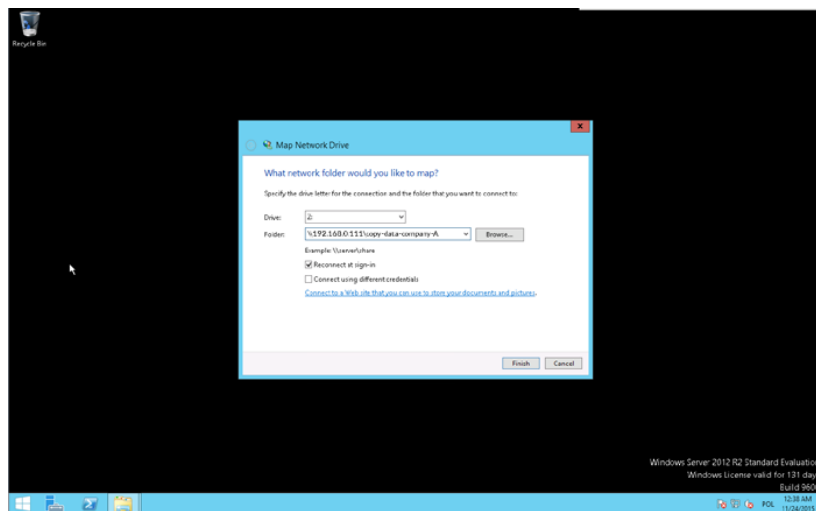 Recycle Bin
Map Network Drive
What network folder would you like to map?
Specify the drive letter for the connection and the folder that you want to connect to:
Drive: Z:
Folder: \\192.168.0.111\copy-data-company-A Browse...
Example: \\server\share
Reconnect at sign-in
Connect using different credentials
Connect to a Web site that you can use to store your documents and pictures.
Finish Cancel
Windows Server 2012 R2 Standard Evaluatio
Windows License valid for 131 day
Build 960
POL 12:38 AM
11/24/2015